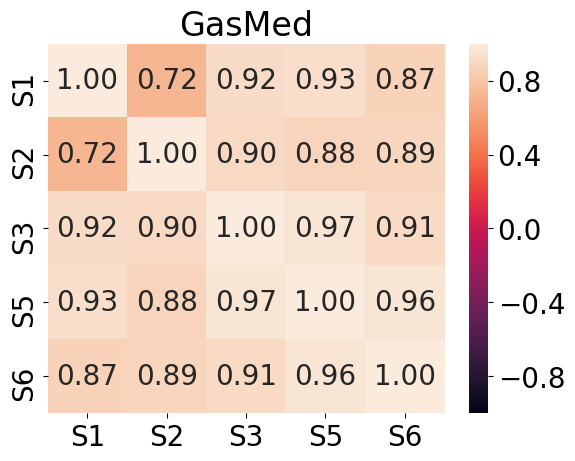 GasMed
S1 1.00 0.72 0.92 0.93 0.87
S2 0.72 1.00 0.90 0.88 0.89
S3 0.92 0.90 1.00 0.97 0.91
S5 0.93 0.88 0.97 1.00 0.96
S6 0.87 0.89 0.91 0.96 1.00
S1 S2 S3 S5 S6
0.8
0.4
0.0
−0.4
−0.8